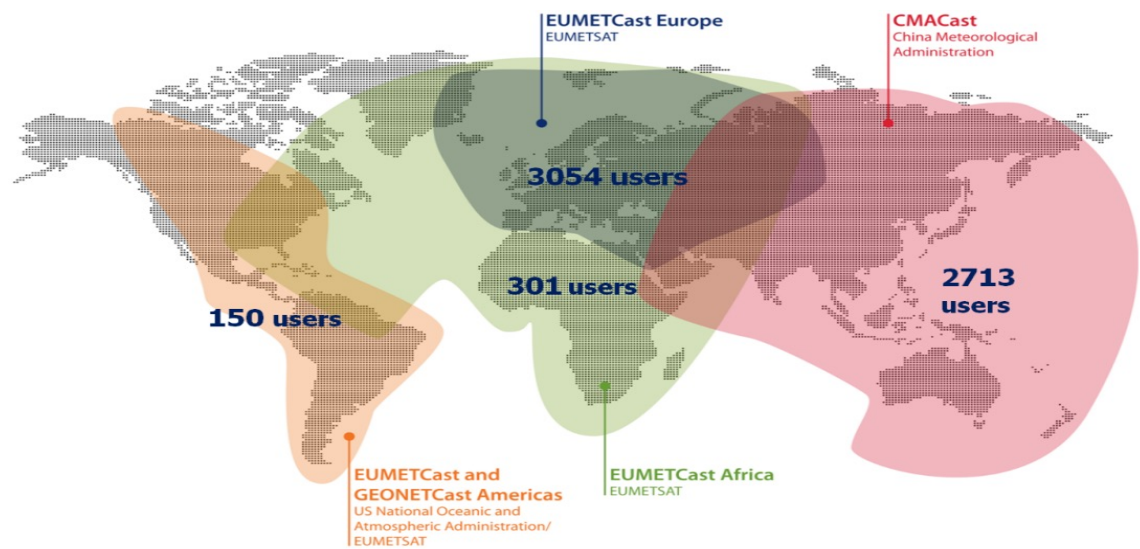 EUMETCast Europe
EUMETSAT
CMACast
China Meteorological
Administration
3054 users
301 users
2713
users
150 users
EUMETCast and
GEONETCast Americas
US National Oceanic and
Atmospheric Administration/
EUMETSAT
EUMETCast Africa
EUMETSAT